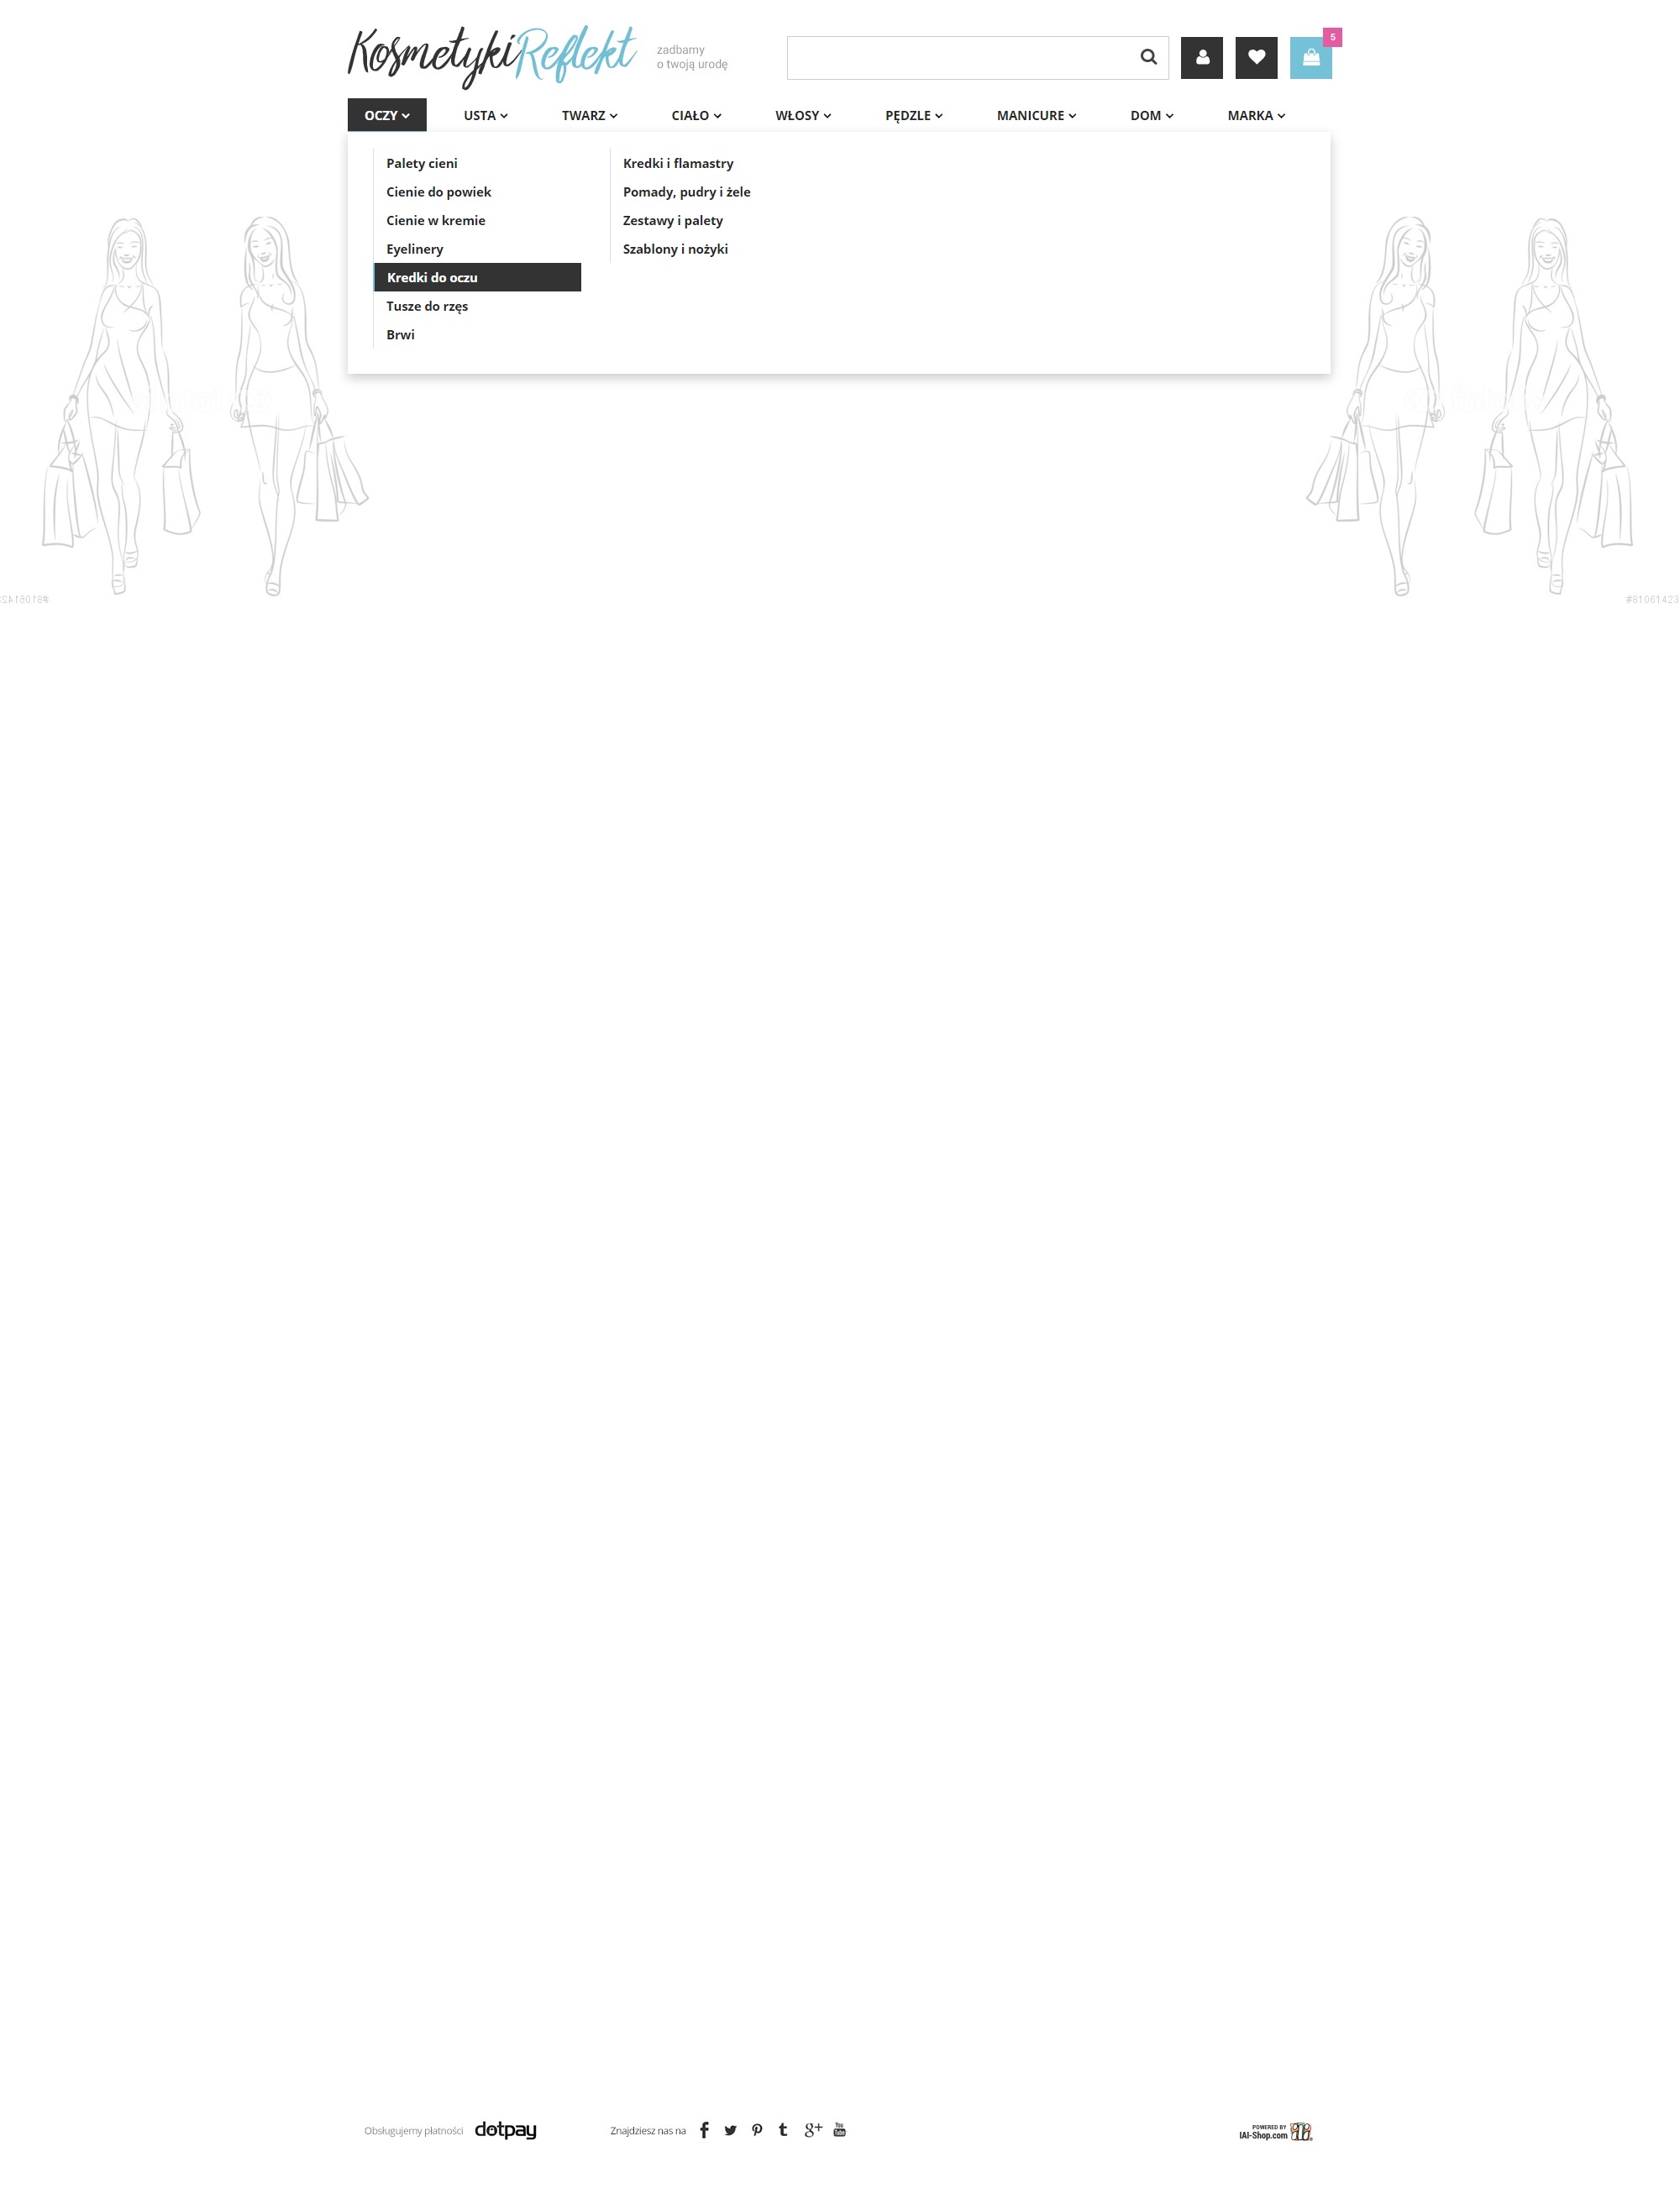 KosmetykiReflekt
zadbamy
o twoją urodę
5
OCZY USTA TWARZ CIAŁO WŁOSY PĘDZLE MANICURE DOM MARKA
Palety cieni
Cienie do powiek
Cienie w kremie
Eyelinery
Kredki do oczu
Tusze do rzęs
Brwi
Kredki i flamastry
Pomady, pudry i żele
Zestawy i palety
Szablony i nożyki
#81061423
Obsługujemy płatności dotpay
Znajdziesz nas na
You
Tube
POWERED BY
IAI-Shop.com